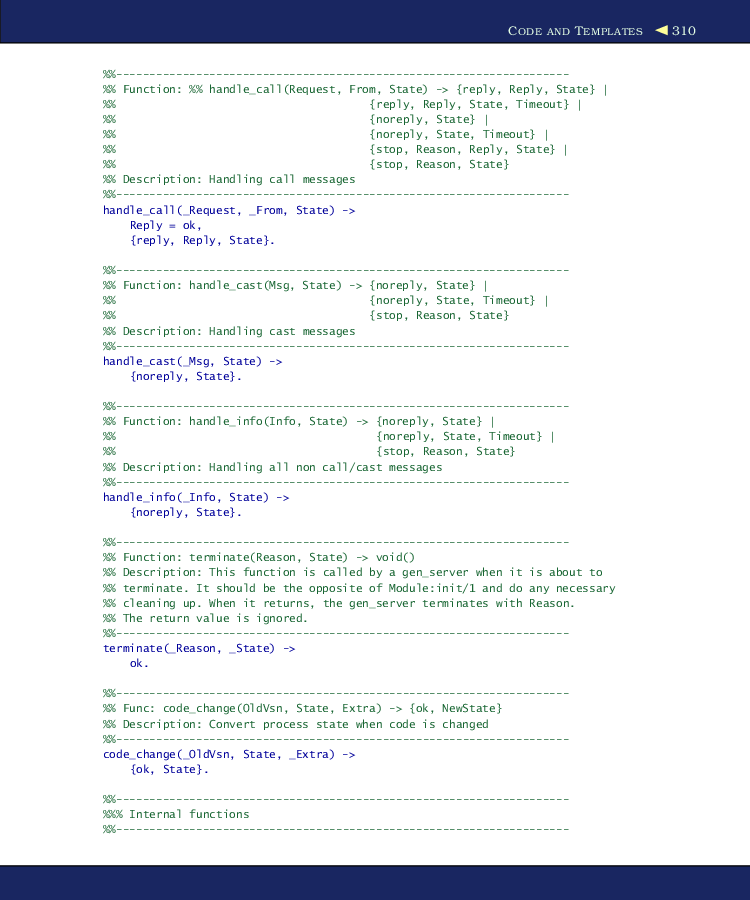 CODE AND TEMPLATES ◀ 310
%%--------------------------------------------------------------------
%% Function: %% handle_call(Request, From, State) -> {reply, Reply, State} |
%%                                      {reply, Reply, State, Timeout} |
%%                                      {noreply, State} |
%%                                      {noreply, State, Timeout} |
%%                                      {stop, Reason, Reply, State} |
%%                                      {stop, Reason, State}
%% Description: Handling call messages
%%--------------------------------------------------------------------
handle_call(_Request, _From, State) ->
    Reply = ok,
    {reply, Reply, State}.
%%--------------------------------------------------------------------
%% Function: handle_cast(Msg, State) -> {noreply, State} |
%%                                      {noreply, State, Timeout} |
%%                                      {stop, Reason, State}
%% Description: Handling cast messages
%%--------------------------------------------------------------------
handle_cast(_Msg, State) ->
    {noreply, State}.
%%--------------------------------------------------------------------
%% Function: handle_info(Info, State) -> {noreply, State} |
%%                                       {noreply, State, Timeout} |
%%                                       {stop, Reason, State}
%% Description: Handling all non call/cast messages
%%--------------------------------------------------------------------
handle_info(_Info, State) ->
    {noreply, State}.
%%--------------------------------------------------------------------
%% Function: terminate(Reason, State) -> void()
%% Description: This function is called by a gen_server when it is about to
%% terminate. It should be the opposite of Module:init/1 and do any necessary
%% cleaning up. When it returns, the gen_server terminates with Reason.
%% The return value is ignored.
%%--------------------------------------------------------------------
terminate(_Reason, _State) ->
    ok.
%%--------------------------------------------------------------------
%% Func: code_change(OldVsn, State, Extra) -> {ok, NewState}
%% Description: Convert process state when code is changed
%%--------------------------------------------------------------------
code_change(_OldVsn, State, _Extra) ->
    {ok, State}.
%%--------------------------------------------------------------------
%%% Internal functions
%%--------------------------------------------------------------------